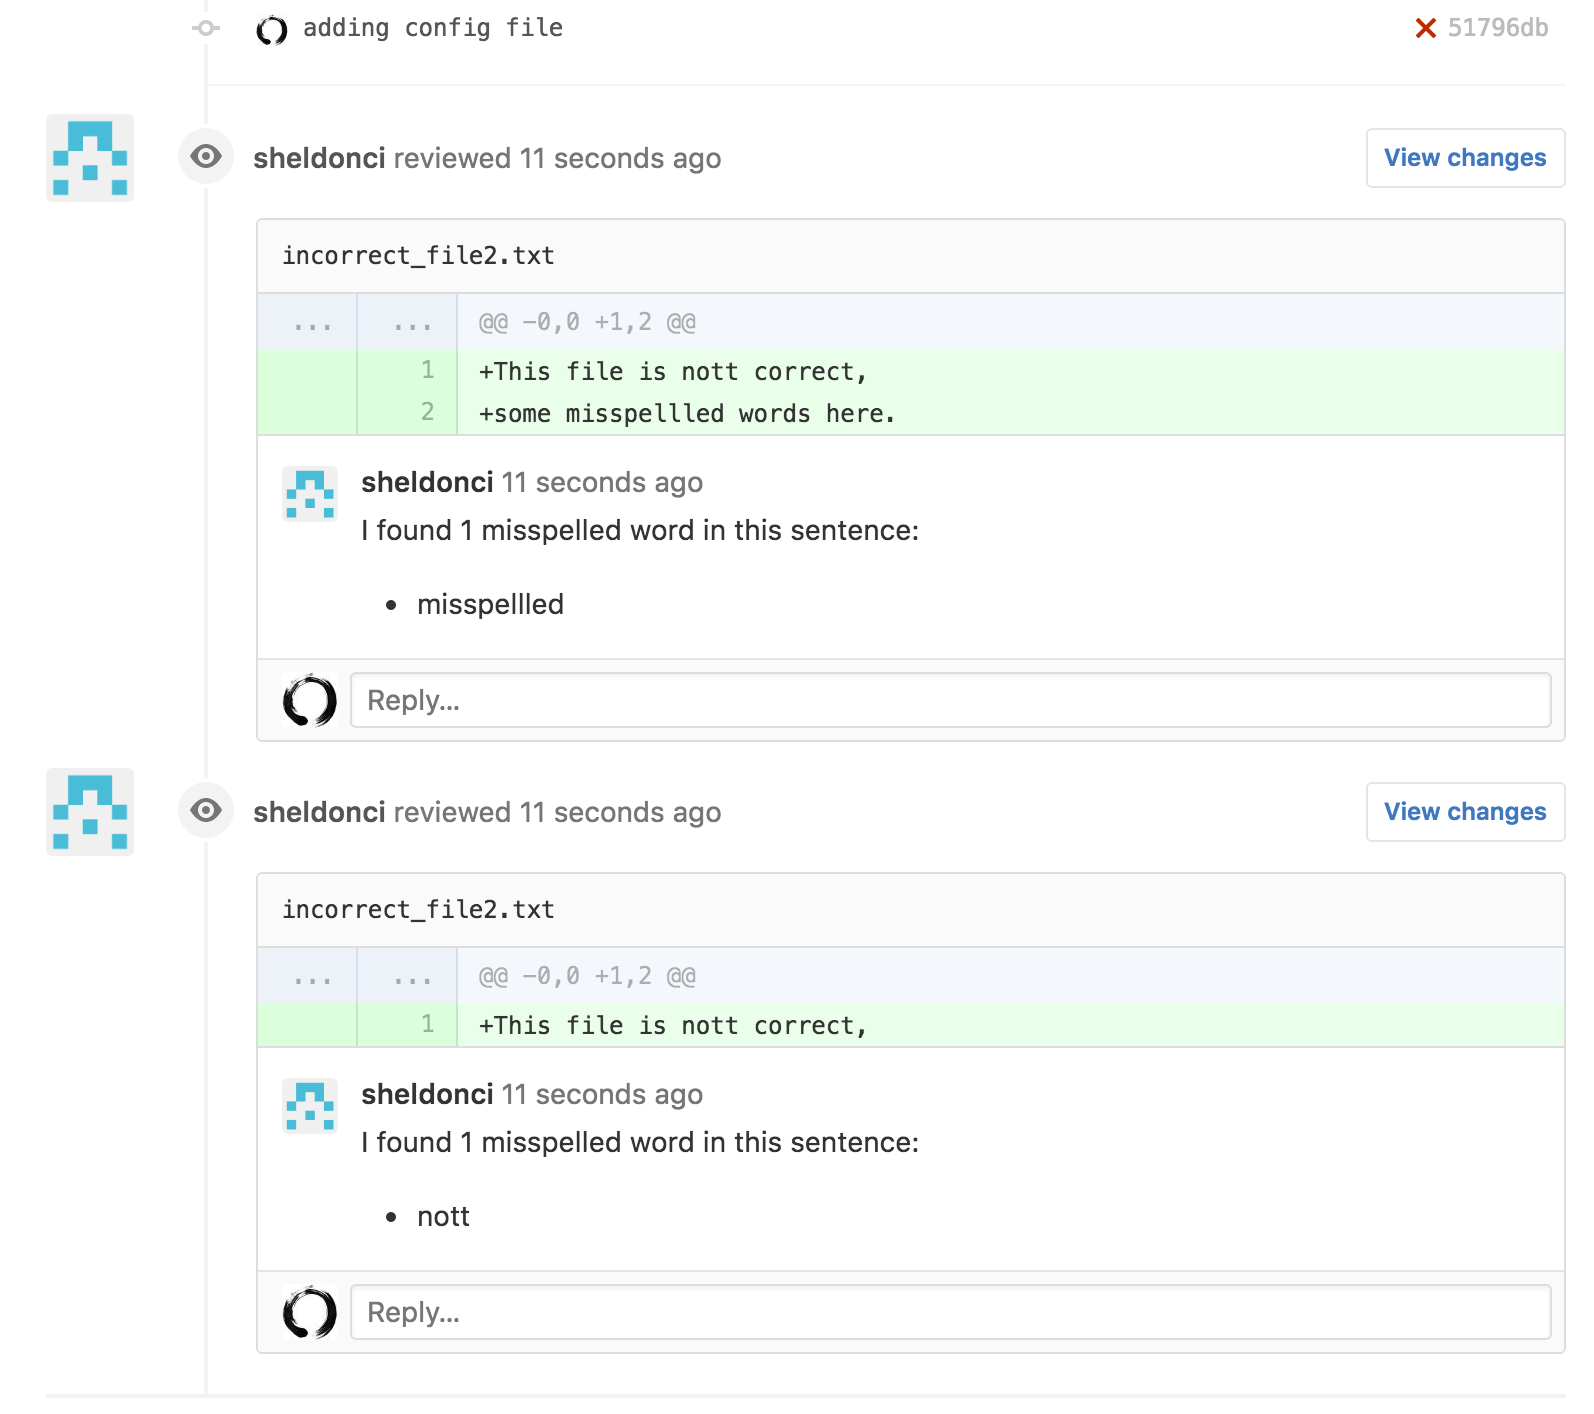 adding config file 51796db
sheldonci reviewed 11 seconds ago View changes
incorrect_file2.txt
... ... @@ -0,0 +1,2 @@
1 +This file is nott correct,
2 +some misspellled words here.
sheldonci 11 seconds ago
I found 1 misspelled word in this sentence:
• misspellled
Reply...
sheldonci reviewed 11 seconds ago View changes
incorrect_file2.txt
... ... @@ -0,0 +1,2 @@
1 +This file is nott correct,
sheldonci 11 seconds ago
I found 1 misspelled word in this sentence:
• nott
Reply...